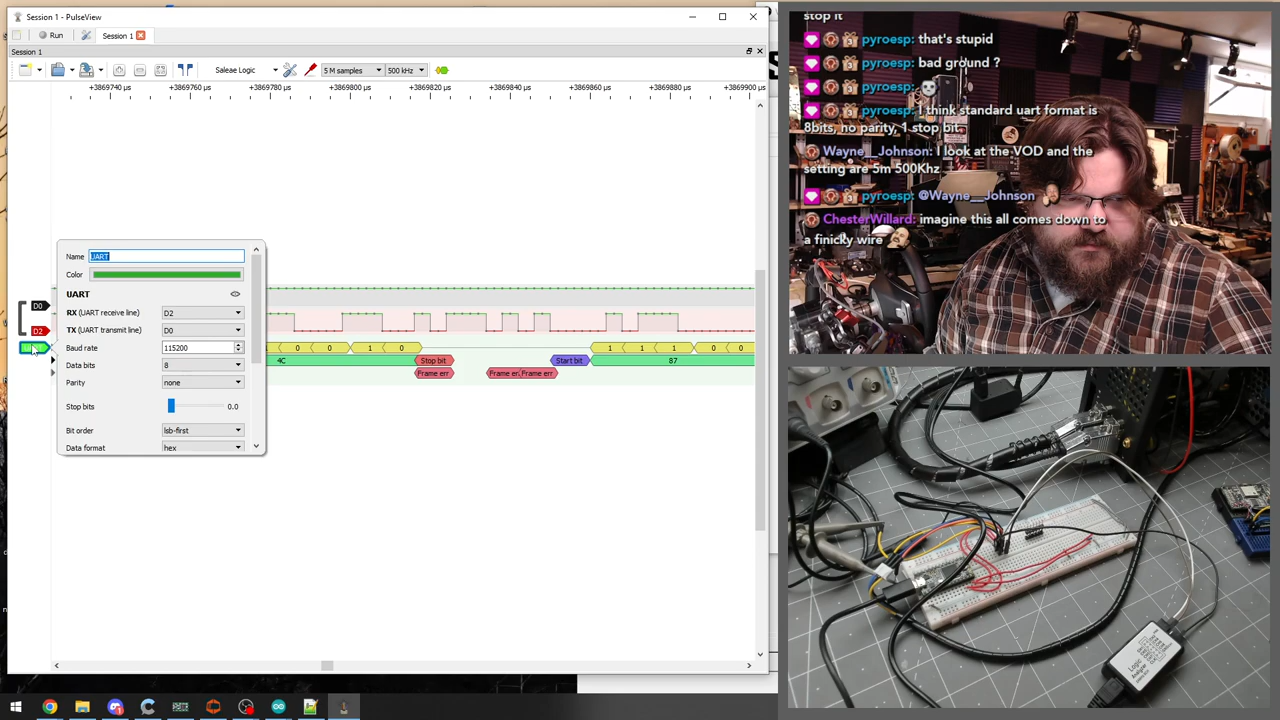 Session 1 - PulseView
Run
Session 1
Session 1
Saleae Logic
5 M samples
500 kHz
+3869740 µs
+3869760 µs
+3869780 µs
+3869800 µs
+3869820 µs
+3869840 µs
+3869860 µs
+3869880 µs
+3869900 µs
Name
UART
Color
UART
RX (UART receive line)
D2
TX (UART transmit line)
D0
Baud rate
115200
Data bits
8
Parity
none
Stop bits
0.0
Bit order
lsb-first
Data format
hex
D0
D2
0 0 1 0
1 1 1 0 0
4C
Stop bit
Start bit
87
Frame err
Frame er
Frame err
stop it
pyroesp: that's stupid
pyroesp: bad ground ?
pyroesp:
pyroesp: I think standard uart format is
8bits, no parity, 1 stop bit.
Wayne__Johnson: I look at the VOD and the
setting are 5m 500Khz
pyroesp: @Wayne__Johnson
ChesterWillard: imagine this all comes down to
a finicky wire
Logic
Analyzer